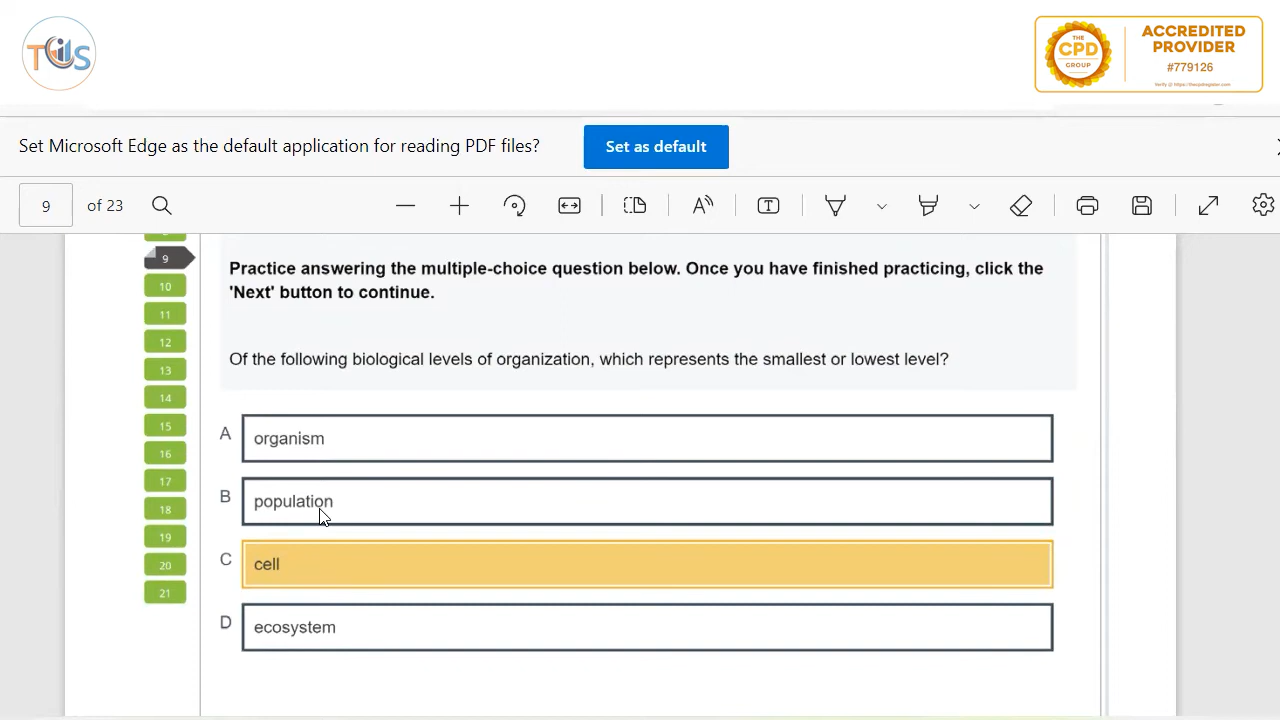 TCiLS
THE
CPD
GROUP
ACCREDITED
PROVIDER
#779126
Set Microsoft Edge as the default application for reading PDF files?
Set as default
9 of 23
9
Practice answering the multiple-choice question below. Once you have finished practicing, click the
'Next' button to continue.
10
11
12
Of the following biological levels of organization, which represents the smallest or lowest level?
13
14
15
16
17
18
19
20
21
A organism
B population
C cell
D ecosystem